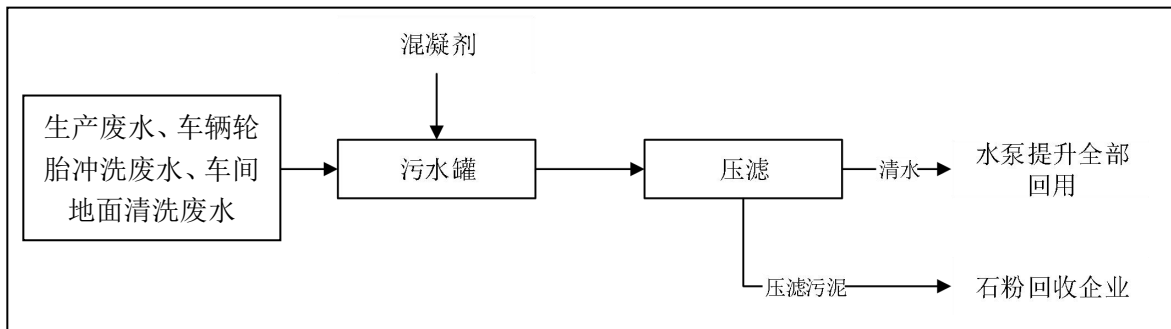 混凝剂
生产废水、车辆轮
胎冲洗废水、车间
地面清洗废水
污水罐
压滤
清水
水泵提升全部
回用
压滤污泥
石粉回收企业